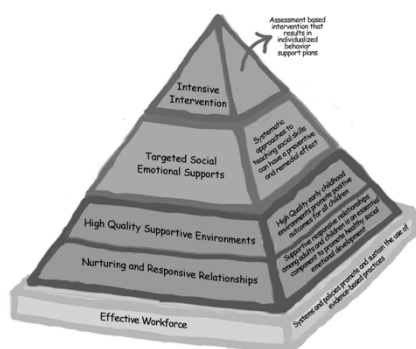 Assessment based
intervention that
results in
individualized
behavior
support plans
Intensive
Intervention
Systematic
approaches to
teaching social skills
can have a preventive
and remedial effect
Targeted Social
Emotional Supports
High Quality early childhood
environments promote positive
outcomes for all children
High Quality Supportive Environments
Supportive responsive relationships
among adults and children is an essential
component to promote healthy social
emotional development
Nurturing and Responsive Relationships
Systems and policies promote and sustain the use of
evidence-based practices
Effective Workforce